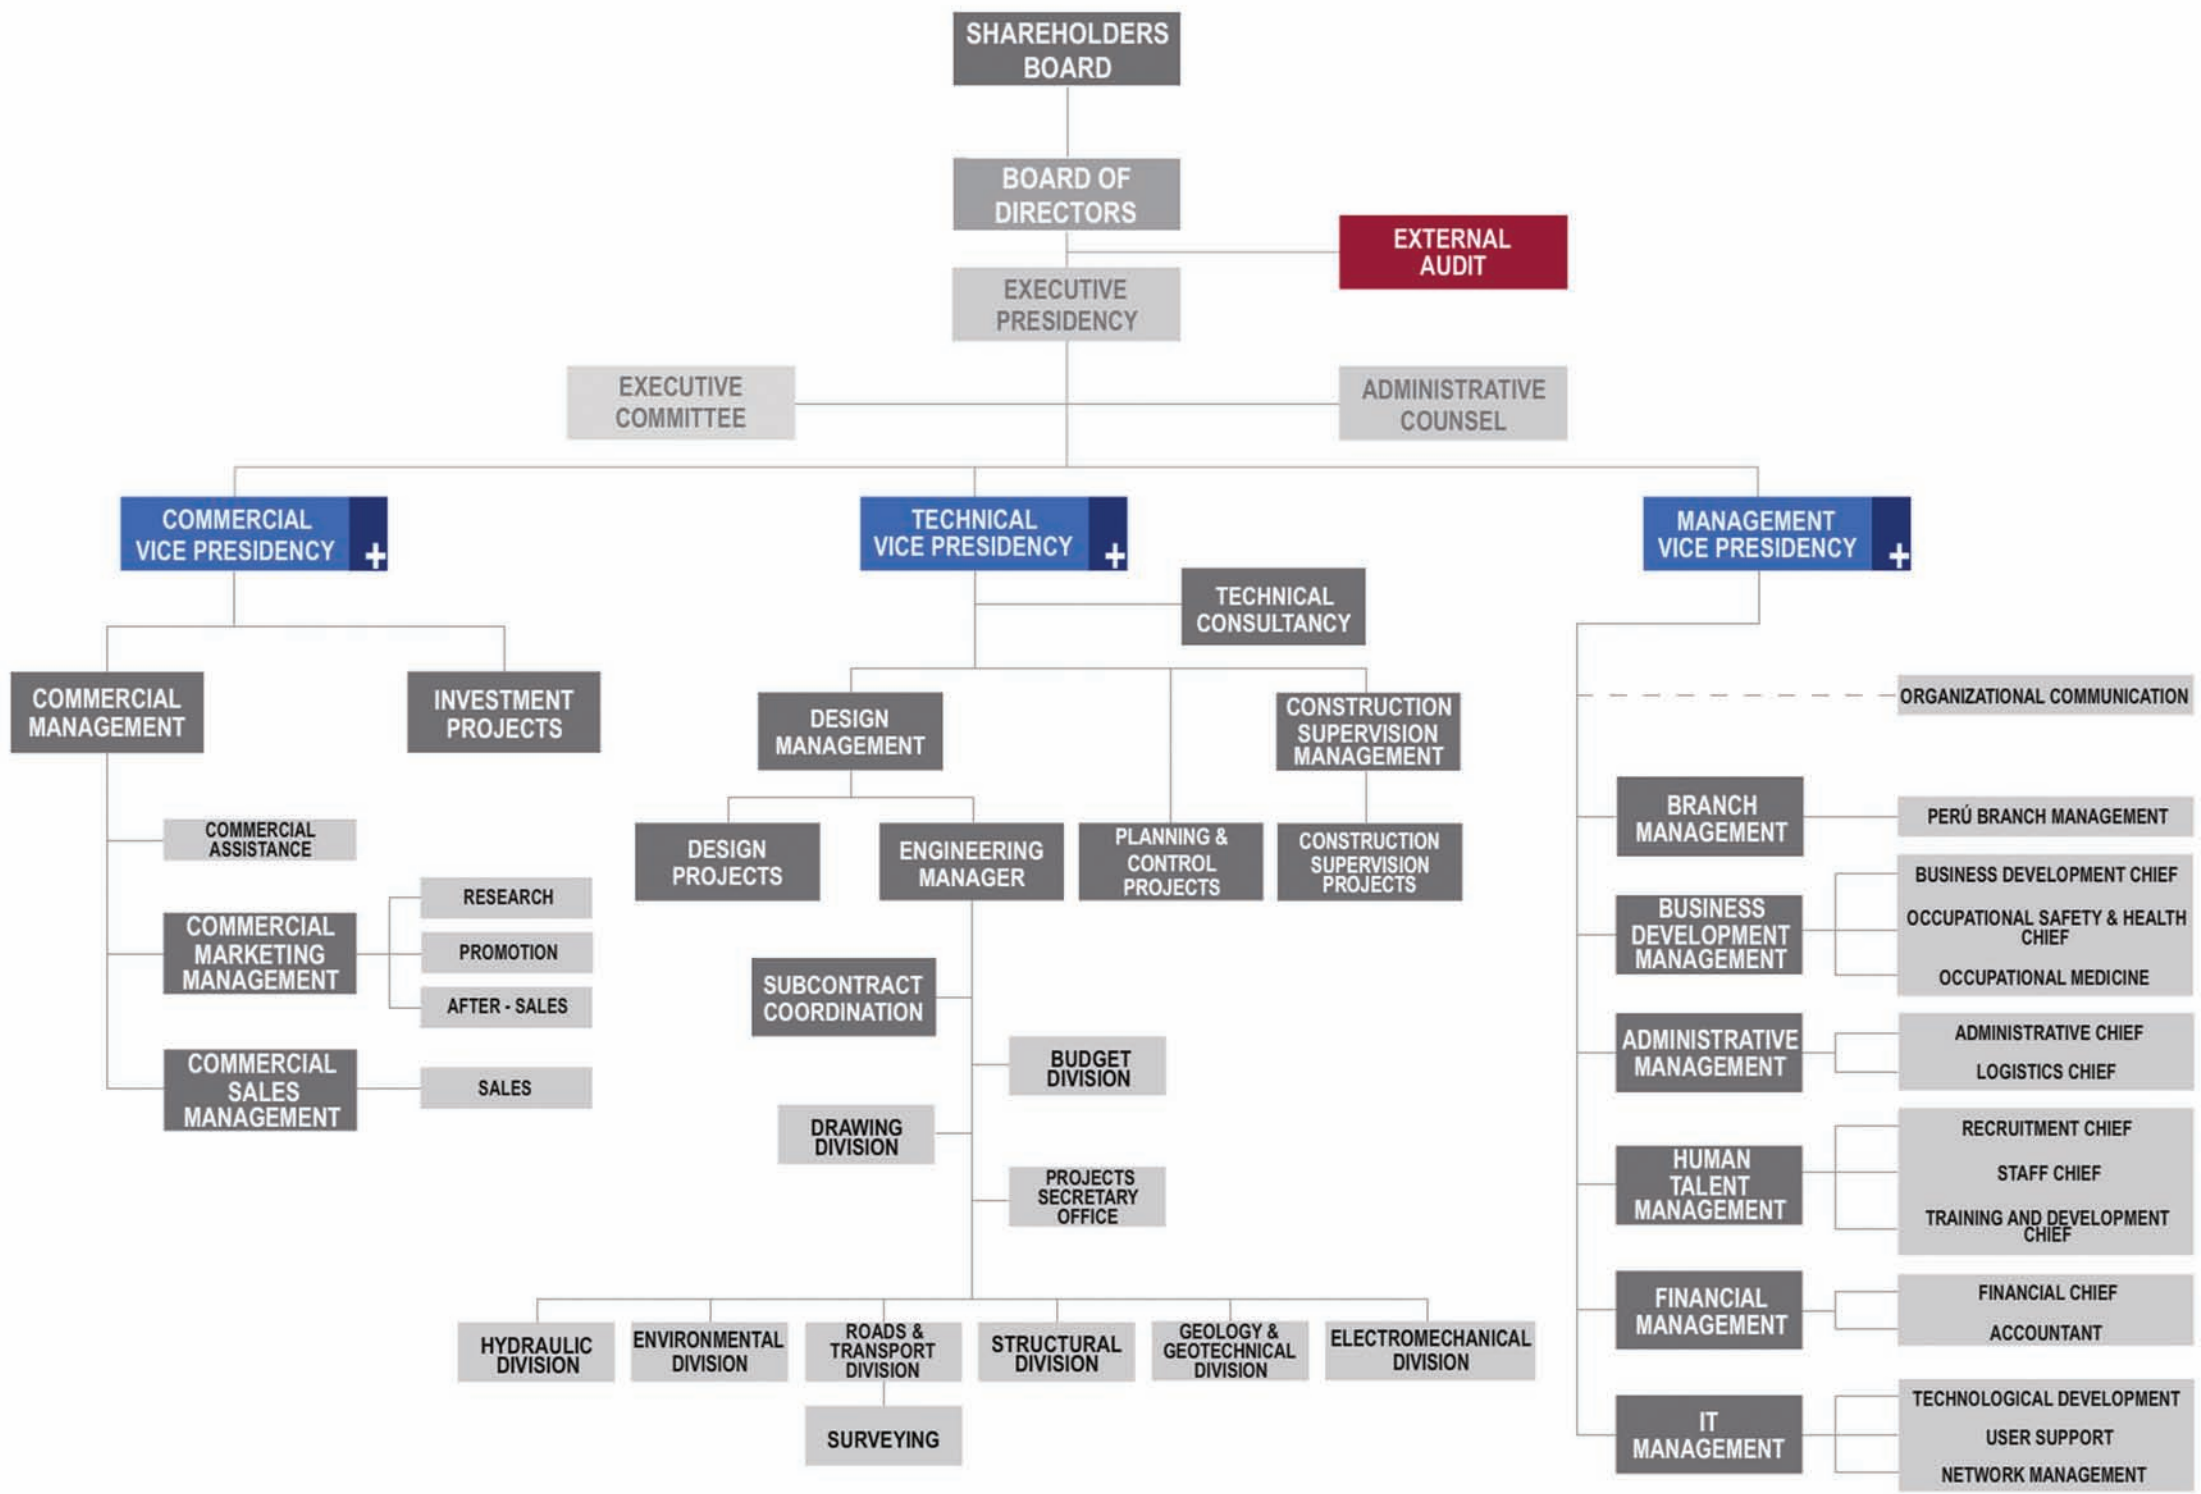 SHAREHOLDERS
BOARD
BOARD OF
DIRECTORS
EXTERNAL
AUDIT
EXECUTIVE
PRESIDENCY
EXECUTIVE
COMMITTEE
ADMINISTRATIVE
COUNSEL
COMMERCIAL
VICE PRESIDENCY
+
TECHNICAL
VICE PRESIDENCY
+
MANAGEMENT
VICE PRESIDENCY
+
COMMERCIAL
MANAGEMENT
INVESTMENT
PROJECTS
COMMERCIAL
ASSISTANCE
COMMERCIAL
MARKETING
MANAGEMENT
RESEARCH
PROMOTION
AFTER - SALES
COMMERCIAL
SALES
MANAGEMENT
SALES
TECHNICAL
CONSULTANCY
DESIGN
MANAGEMENT
CONSTRUCTION
SUPERVISION
MANAGEMENT
DESIGN
PROJECTS
ENGINEERING
MANAGER
PLANNING &
CONTROL
PROJECTS
CONSTRUCTION
SUPERVISION
PROJECTS
SUBCONTRACT
COORDINATION
BUDGET
DIVISION
DRAWING
DIVISION
PROJECTS
SECRETARY
OFFICE
HYDRAULIC
DIVISION
ENVIRONMENTAL
DIVISION
ROADS &
TRANSPORT
DIVISION
STRUCTURAL
DIVISION
GEOLOGY &
GEOTECHNICAL
DIVISION
ELECTROMECHANICAL
DIVISION
SURVEYING
ORGANIZATIONAL COMMUNICATION
BRANCH
MANAGEMENT
PERÚ BRANCH MANAGEMENT
BUSINESS
DEVELOPMENT
MANAGEMENT
BUSINESS DEVELOPMENT CHIEF
OCCUPATIONAL SAFETY & HEALTH
CHIEF
OCCUPATIONAL MEDICINE
ADMINISTRATIVE
MANAGEMENT
ADMINISTRATIVE CHIEF
LOGISTICS CHIEF
HUMAN
TALENT
MANAGEMENT
RECRUITMENT CHIEF
STAFF CHIEF
TRAINING AND DEVELOPMENT
CHIEF
FINANCIAL
MANAGEMENT
FINANCIAL CHIEF
ACCOUNTANT
IT
MANAGEMENT
TECHNOLOGICAL DEVELOPMENT
USER SUPPORT
NETWORK MANAGEMENT